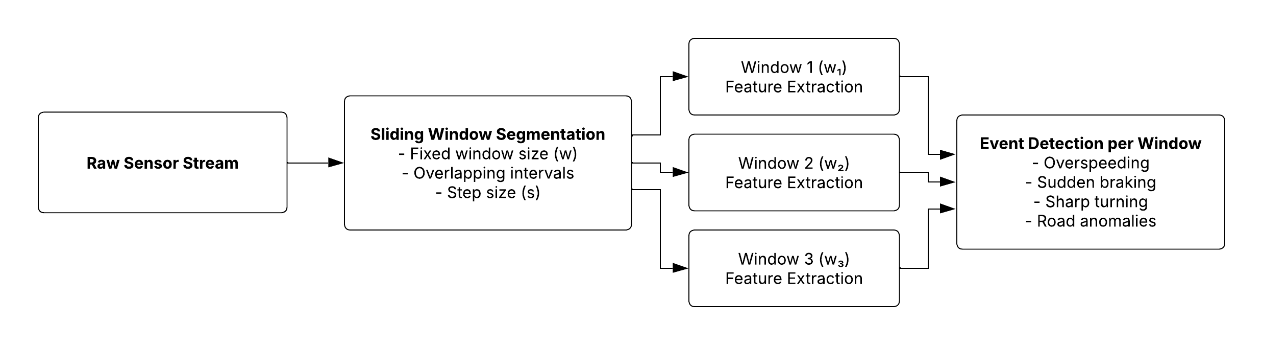 Raw Sensor Stream
Sliding Window Segmentation
- Fixed window size (w)
- Overlapping intervals
- Step size (s)
Window 1 (w₁)
Feature Extraction
Window 2 (w₂)
Feature Extraction
Window 3 (w₃)
Feature Extraction
Event Detection per Window
- Overspeeding
- Sudden braking
- Sharp turning
- Road anomalies